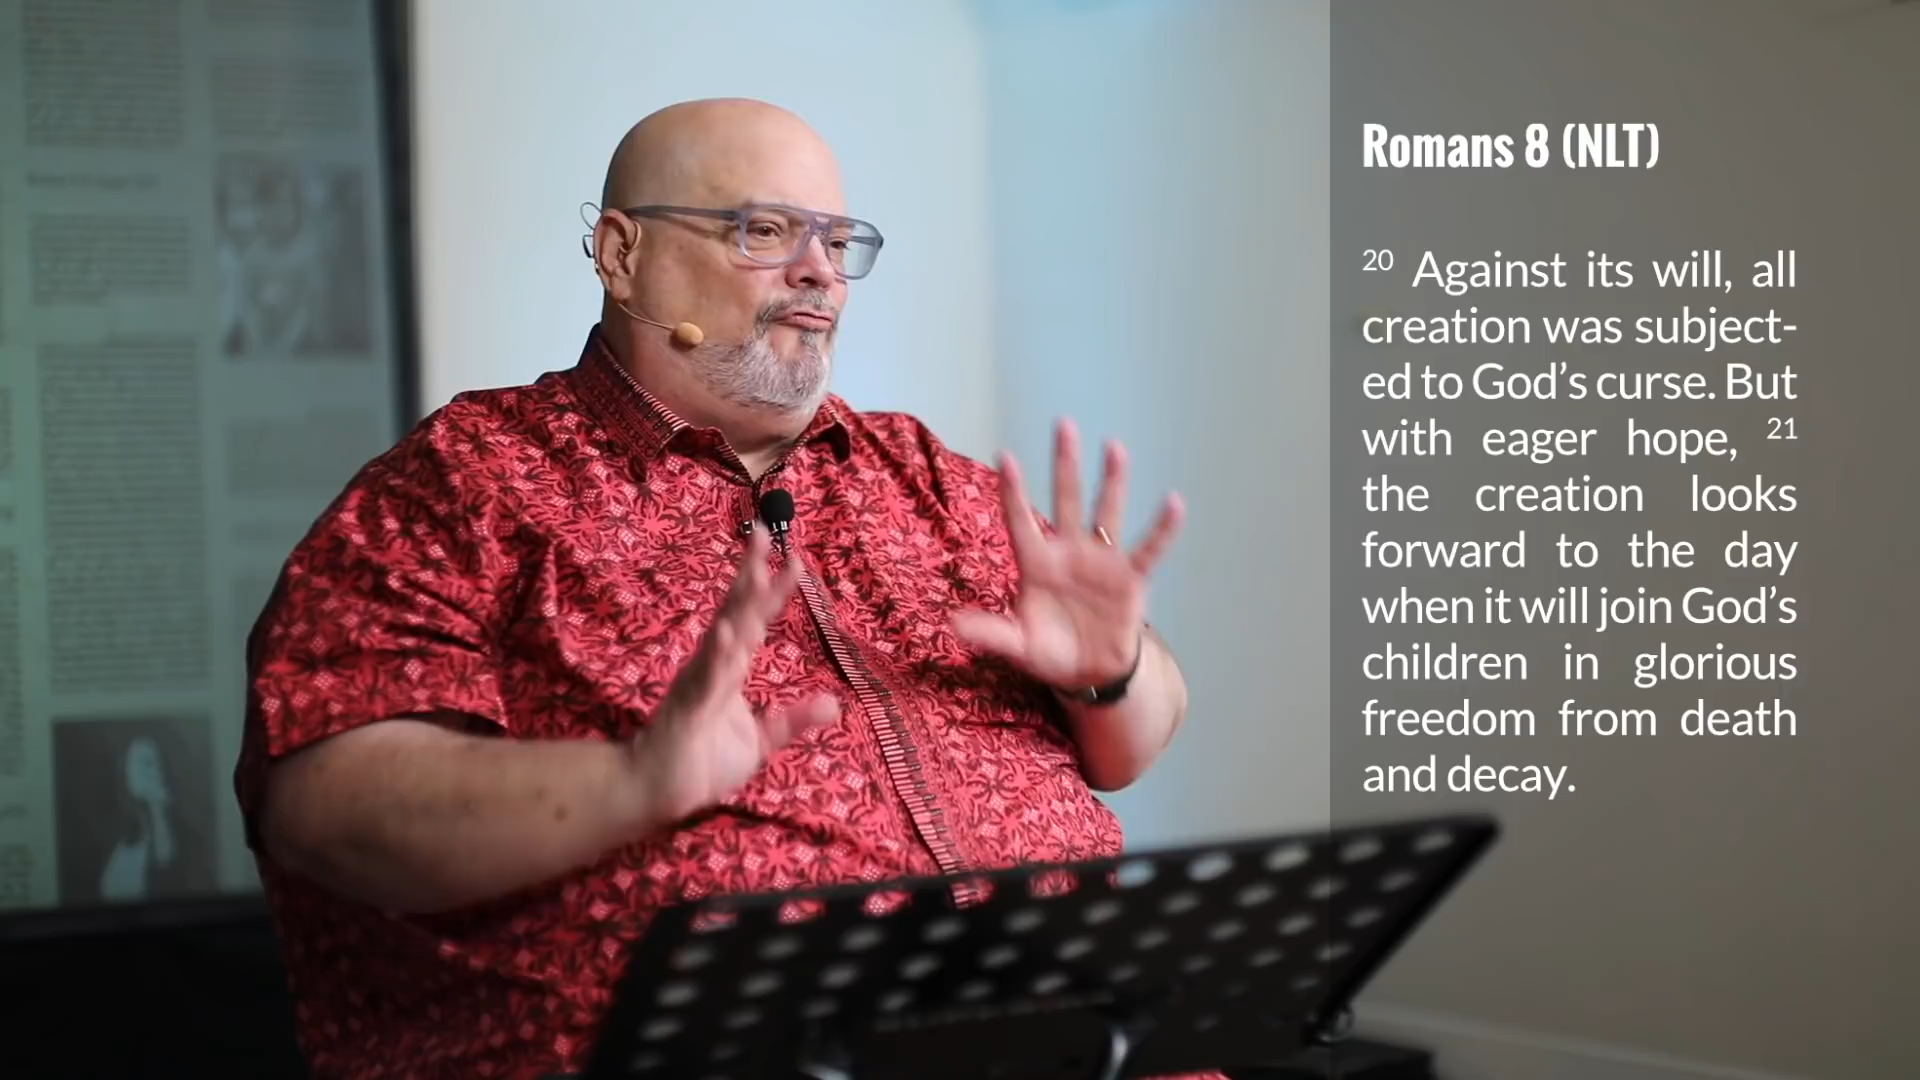 Romans 8 (NLT)
20 Against its will, all
creation was subject-
ed to God’s curse. But
with eager hope, 21
the creation looks
forward to the day
when it will join God’s
children in glorious
freedom from death
and decay.